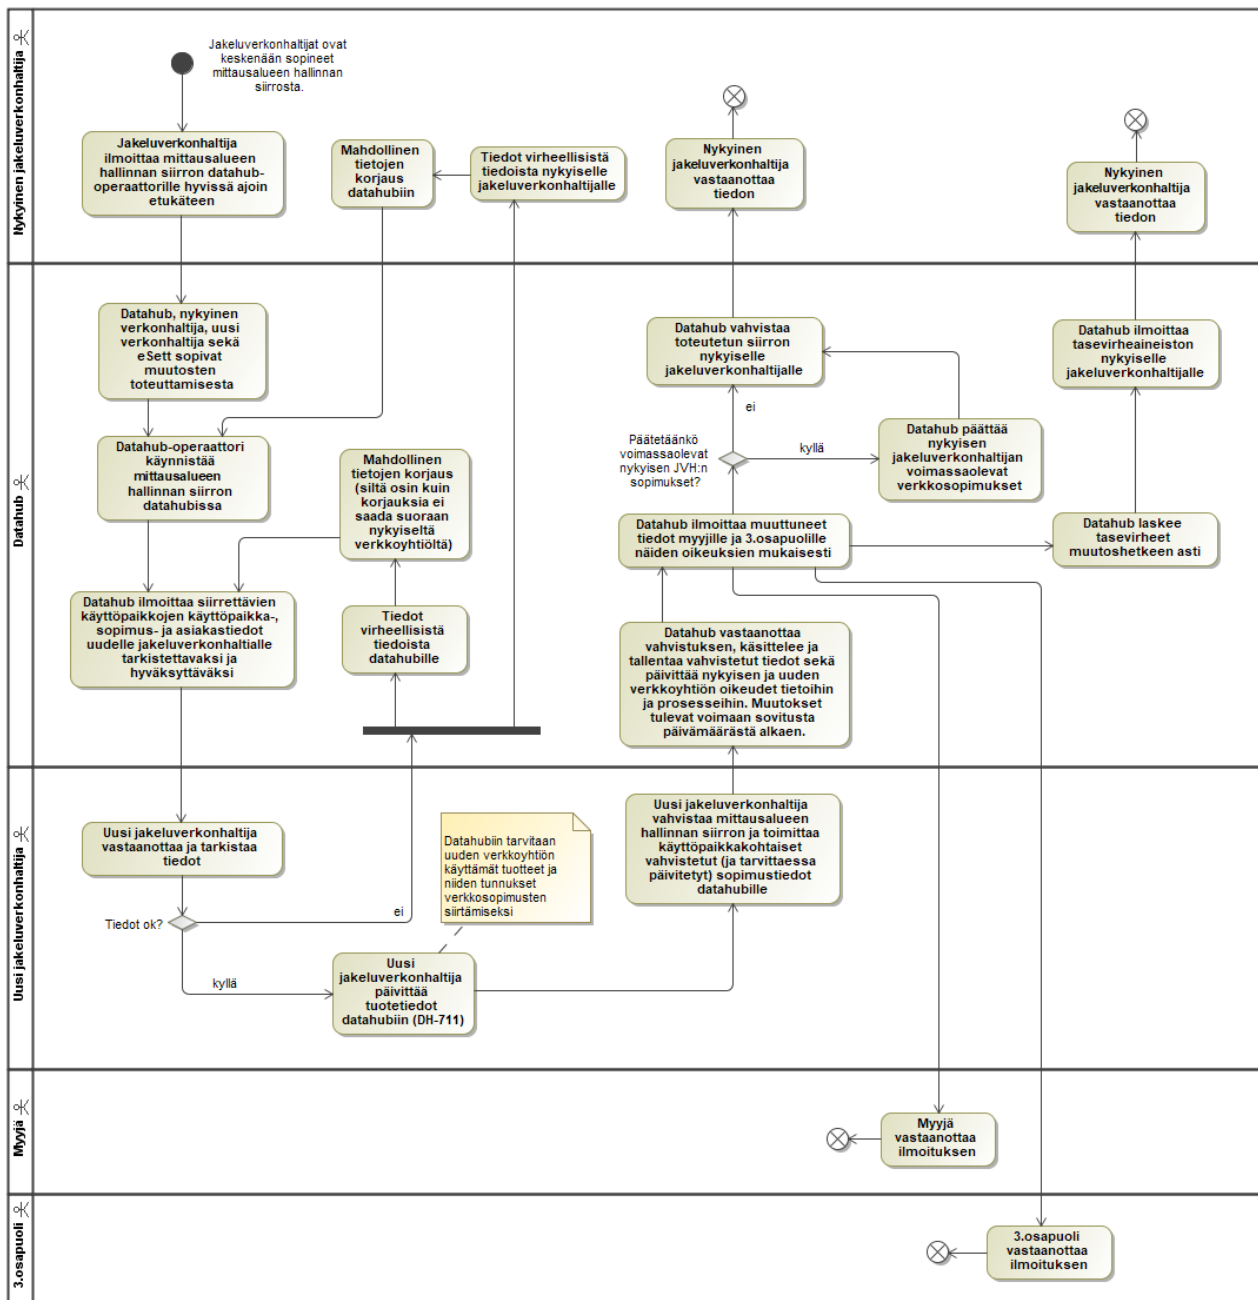 Nykyinen jakeluverkonhaltija
Jakeluverkonhaltijat ovat
keskenään sopineet
mittausalueen hallinnan
siirrosta.
Jakeluverkonhaltija
ilmoittaa mittausalueen
hallinnan siirron datahub-
operaattorille hyvissä ajoin
etukäteen
Mahdollinen
tietojen
korjaus
datahubiin
Tiedot virheellisistä
tiedoista nykyiselle
jakeluverkonhaltijalle
Nykyinen
jakeluverkonhaltija
vastaanottaa
tiedon
Nykyinen
jakeluverkonhaltija
vastaanottaa
tiedon
Datahub
Datahub, nykyinen
verkonhaltija, uusi
verkonhaltija sekä
eSett sopivat
muutosten
toteuttamisesta
Datahub-operaattori
käynnistää
mittausalueen
hallinnan siirron
datahubissa
Mahdollinen
tietojen korjaus
(siltä osin kuin
korjauksia ei
saada suoraan
nykyiseltä
verkkoyhtiöltä)
Datahub ilmoittaa siirrettävien
käyttöpaikkojen käyttöpaikka-,
sopimus- ja asiakastiedot
uudelle jakeluverkonhaltialle
tarkistettavaksi ja
hyväksyttäväksi
Tiedot
virheellisistä
tiedoista
datahubille
Datahub vahvistaa
toteutetun siirron
nykyiselle
jakeluverkonhaltijalle
Datahub ilmoittaa
tasevirheaineiston
nykyiselle
jakeluverkonhaltijalle
ei
Päätetäänkö
voimassaolevat
nykyisen JVH:n
sopimukset?
kyllä
Datahub päättää
nykyisen
jakeluverkonhaltijan
voimassaolevat
verkkosopimukset
Datahub ilmoittaa muuttuneet
tiedot myyjille ja 3.osapuolille
näiden oikeuksien mukaisesti
Datahub laskee
tasevirheet
muutoshetkeen asti
Datahub vastaanottaa
vahvistuksen, käsittelee ja
tallentaa vahvistetut tiedot sekä
päivittää nykyisen ja uuden
verkkoyhtiön oikeudet tietoihin
ja prosesseihin. Muutokset
tulevat voimaan sovitusta
päivämäärästä alkaen.
Uusi jakeluverkonhaltija
Uusi jakeluverkonhaltija
vastaanottaa ja tarkistaa
tiedot
Tiedot ok?
ei
kyllä
Datahubiin tarvitaan
uuden verkkoyhtiön
käyttämät tuotteet ja
niiden tunnukset
verkkosopimusten
siirtämiseksi
Uusi
jakeluverkonhaltija
päivittää
tuotetiedot
datahubiin (DH-711)
Uusi jakeluverkonhaltija
vahvistaa mittausalueen
hallinnan siirron ja toimittaa
käyttöpaikkakohtaiset
vahvistetut (ja tarvittaessa
päivitetyt) sopimustiedot
datahubille
Myyjä
Myyjä
vastaanottaa
ilmoituksen
3.osapuoli
3.osapuoli
vastaanottaa
ilmoituksen